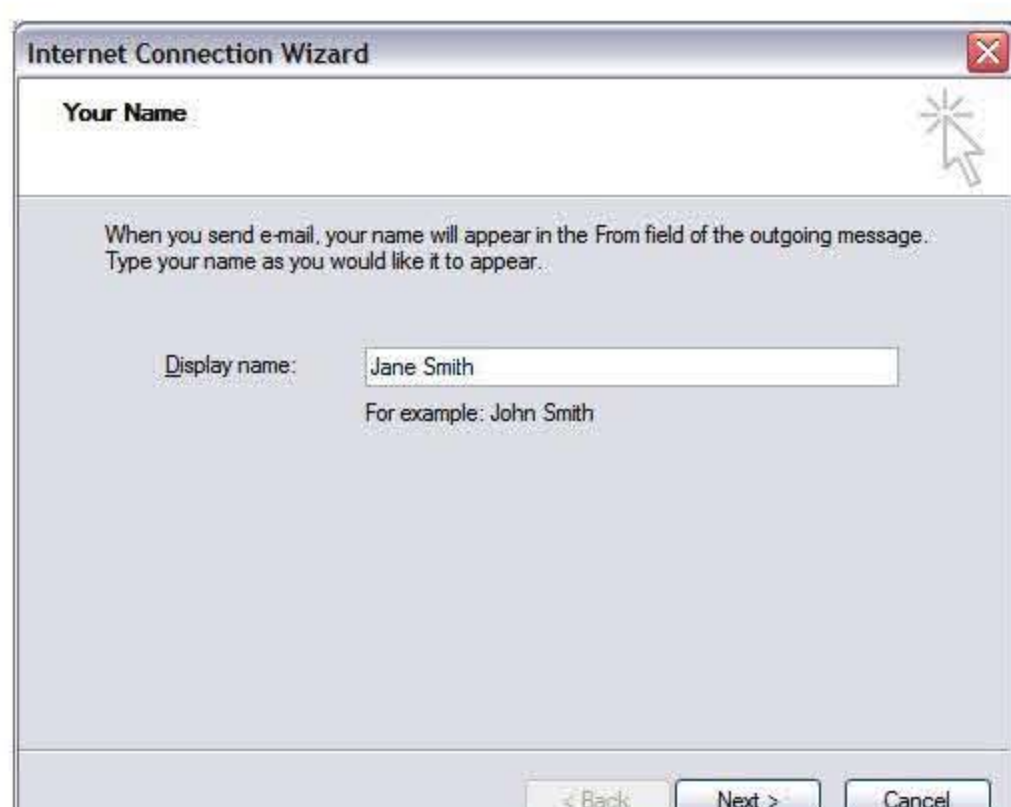 Internet Connection Wizard
Your Name
When you send e-mail, your name will appear in the From field of the outgoing message.
Type your name as you would like it to appear.
Display name: Jane Smith
For example: John Smith
< Back Next > Cancel